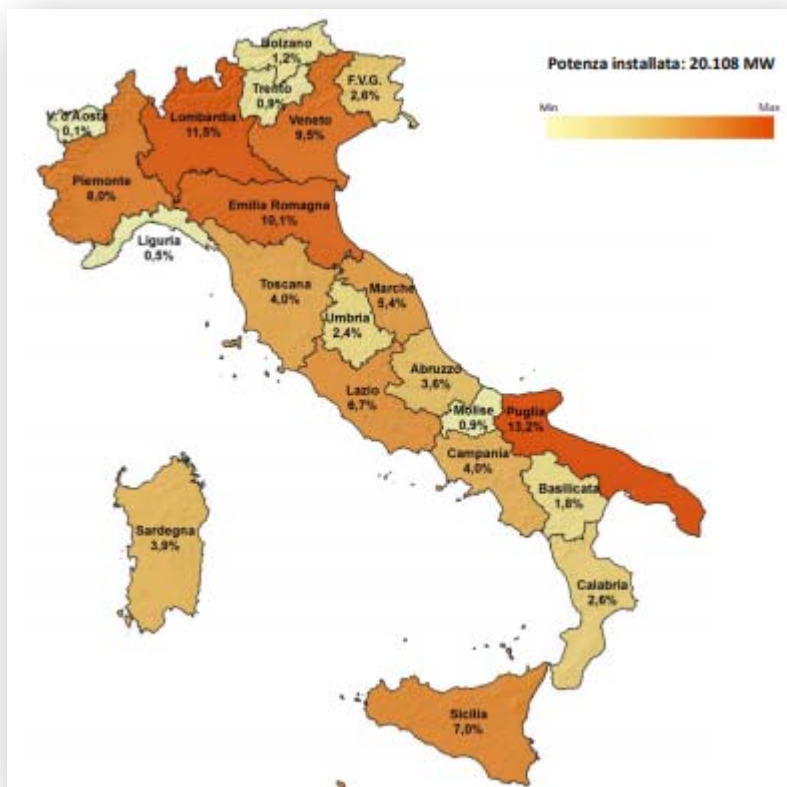 Potenza installata: 20.108 MW
Min
Max
Bolzano
1,2%
Trento
0,9%
F.V.G.
2,6%
V. d'Aosta
0,1%
Lombardia
11,5%
Veneto
9,5%
Piemonte
8,0%
Emilia Romagna
10,1%
Liguria
0,5%
Toscana
4,0%
Marche
5,4%
Umbria
2,4%
Abruzzo
3,6%
Lazio
6,7%
Molise
0,9%
Puglia
13,2%
Campania
4,0%
Basilicata
1,8%
Sardegna
3,9%
Calabria
2,6%
Sicilia
7,0%